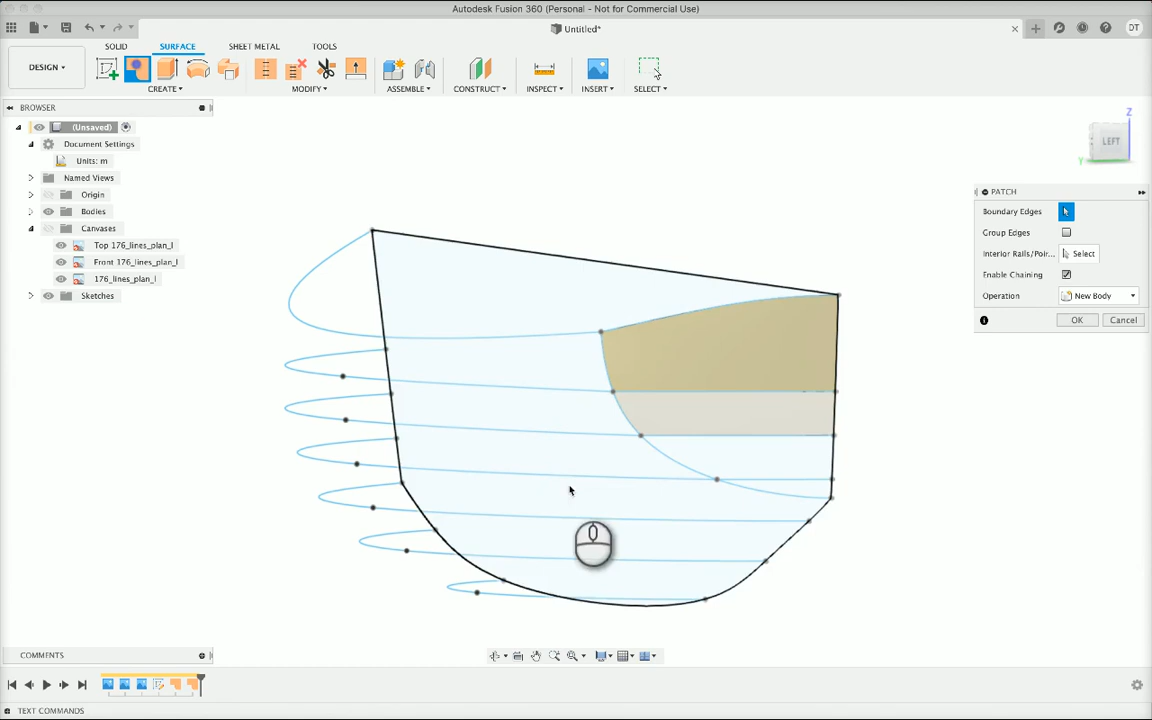 Autodesk Fusion 360 (Personal - Not for Commercial Use)
Untitled*
DT
SOLID
SURFACE
SHEET METAL
TOOLS
DESIGN
CREATE
MODIFY
ASSEMBLE
CONSTRUCT
INSPECT
INSERT
SELECT
BROWSER
(Unsaved)
Document Settings
Units: m
Named Views
Origin
Bodies
Canvases
Top 176_lines_plan_l
Front 176_lines_plan_l
176_lines_plan_l
Sketches
Z
LEFT
Y
PATCH
Boundary Edges
Group Edges
Interior Rails/Poir...
Select
Enable Chaining
Operation
New Body
OK
Cancel
COMMENTS
TEXT COMMANDS